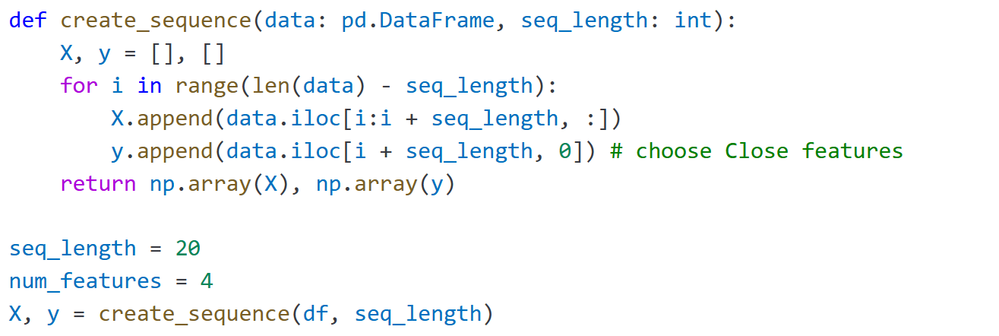 def create_sequence(data: pd.DataFrame, seq_length: int):
    X, y = [], []
    for i in range(len(data) - seq_length):
        X.append(data.iloc[i:i + seq_length, :])
        y.append(data.iloc[i + seq_length, 0]) # choose Close features
    return np.array(X), np.array(y)

seq_length = 20
num_features = 4
X, y = create_sequence(df, seq_length)